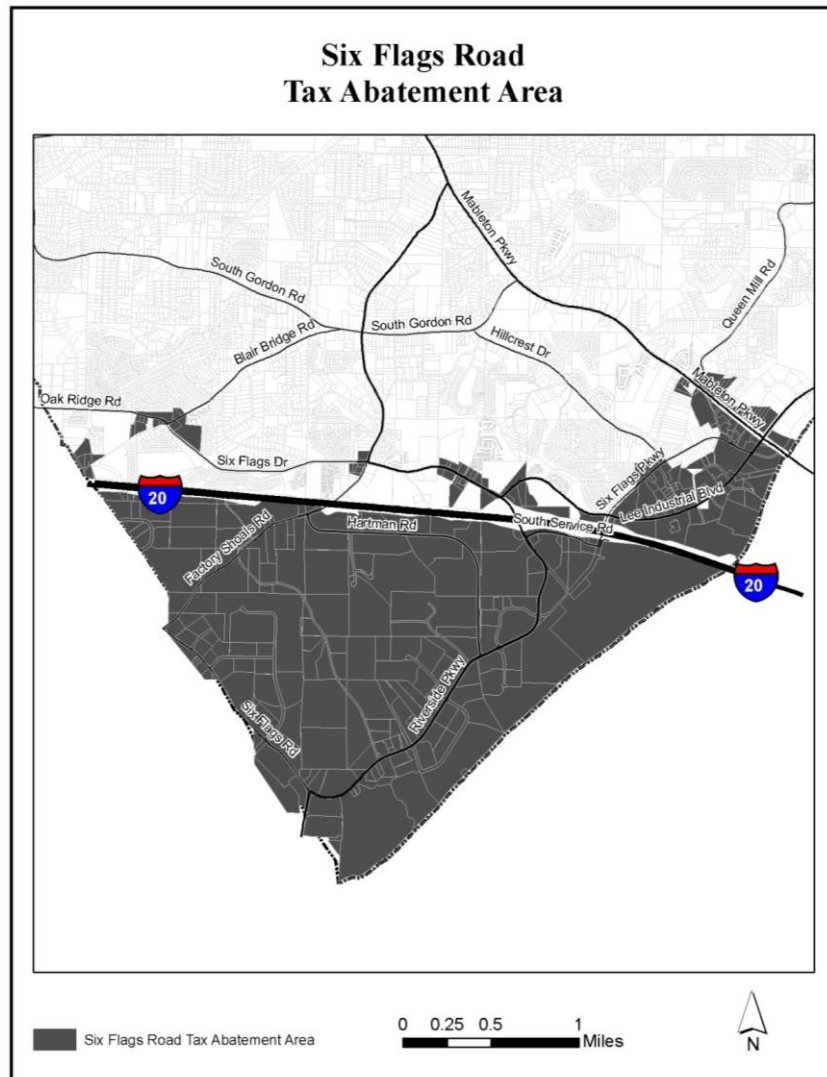 Six Flags Road
Tax Abatement Area
Mableton Pkwy
South Gordon Rd
Queen Mill Rd
Blair Bridge Rd
South Gordon Rd
Hillcrest Dr
Oak Ridge Rd
Mableton Pkwy
Six Flags Dr
Six Flags Pkwy
20
Lee Industrial Blvd
South Service Rd
Hartman Rd
Factory Shoals Rd
20
Riverside Pkwy
Six Flags Rd
Six Flags Road Tax Abatement Area
0 0.25 0.5 1
Miles
N